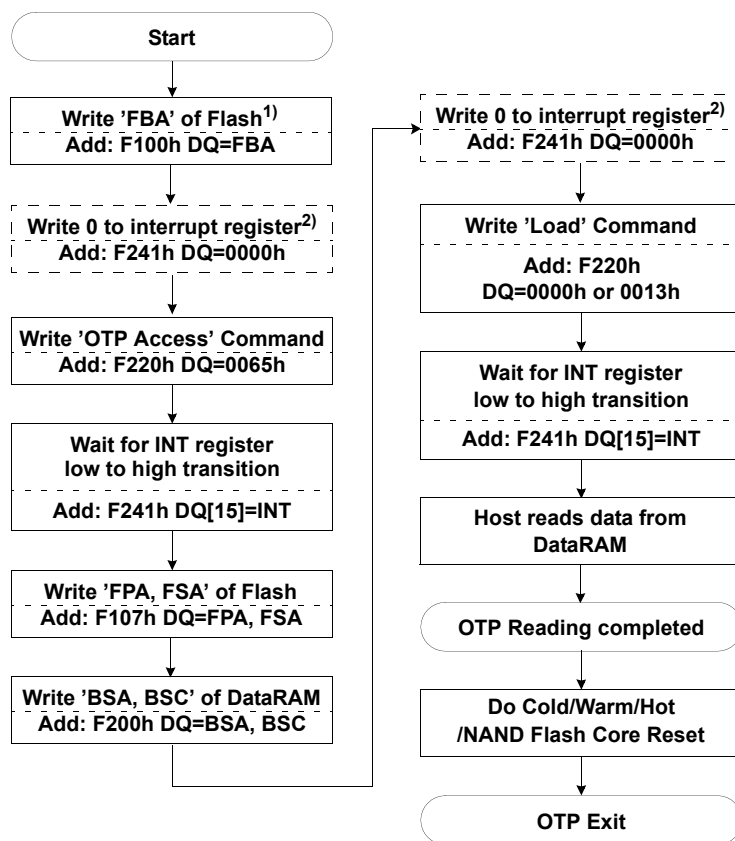 Start
Write 'FBA' of Flash1)
Add: F100h DQ=FBA
Write 0 to interrupt register2)
Add: F241h DQ=0000h
Write 'OTP Access' Command
Add: F220h DQ=0065h
Wait for INT register
low to high transition
Add: F241h DQ[15]=INT
Write 'FPA, FSA' of Flash
Add: F107h DQ=FPA, FSA
Write 'BSA, BSC' of DataRAM
Add: F200h DQ=BSA, BSC
Write 0 to interrupt register2)
Add: F241h DQ=0000h
Write 'Load' Command
Add: F220h
DQ=0000h or 0013h
Wait for INT register
low to high transition
Add: F241h DQ[15]=INT
Host reads data from
DataRAM
OTP Reading completed
Do Cold/Warm/Hot
/NAND Flash Core Reset
OTP Exit